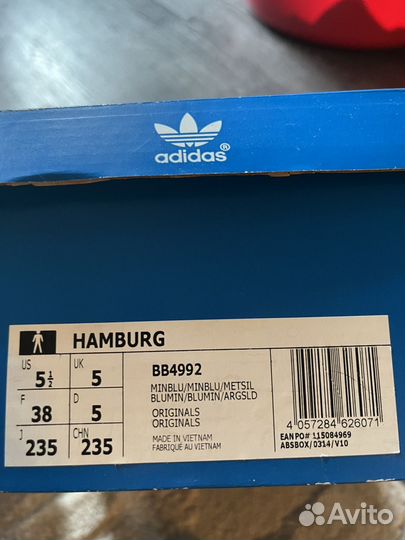 adidas®
HAMBURG
US 5½ UK 5
F 38 D 5
J 235 CHN 235
BB4992
MINBLU/MINBLU/METSIL
BLUMIN/BLUMIN/ARGSLD
ORIGINALS
ORIGINALS
MADE IN VIETNAM
FABRIQUÉ AU VIETNAM
4 057284 626071
EAN PO# 115084969
ABSBOX/0314/V10
Avito